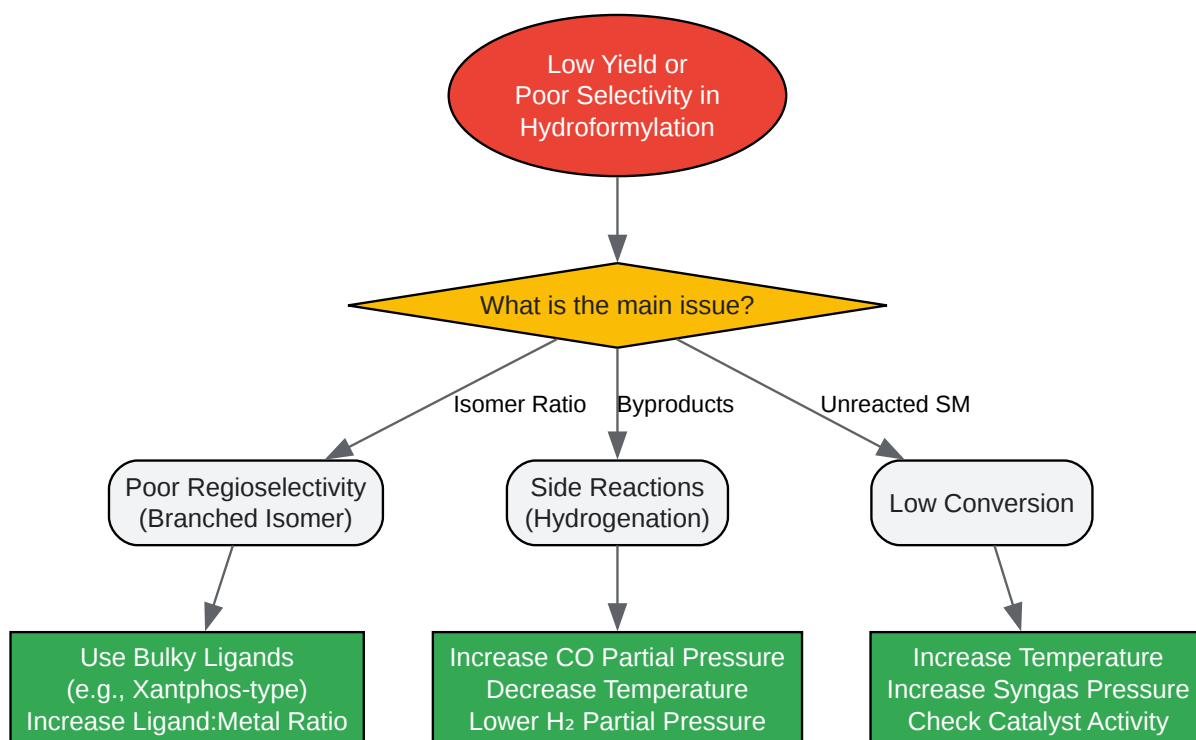 Low Yield or
Poor Selectivity in
Hydroformylation
What is the main issue?
Isomer Ratio
Byproducts
Unreacted SM
Poor Regioselectivity
(Branched Isomer)
Side Reactions
(Hydrogenation)
Low Conversion
Use Bulky Ligands
(e.g., Xantphos-type)
Increase Ligand:Metal Ratio
Increase CO Partial Pressure
Decrease Temperature
Lower H₂ Partial Pressure
Increase Temperature
Increase Syngas Pressure
Check Catalyst Activity